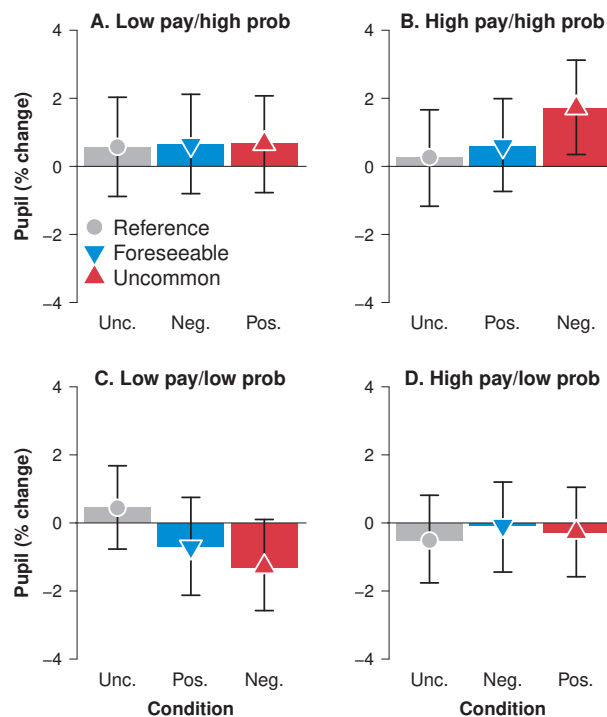 A. Low pay/high prob
4
2
0
−2
−4
Pupil (% change)
Reference
Foreseeable
Uncommon
Unc. Neg. Pos.
B. High pay/high prob
4
2
0
−2
−4
Unc. Pos. Neg.
C. Low pay/low prob
4
2
0
−2
−4
Pupil (% change)
Unc. Pos. Neg.
Condition
D. High pay/low prob
4
2
0
−2
−4
Unc. Neg. Pos.
Condition